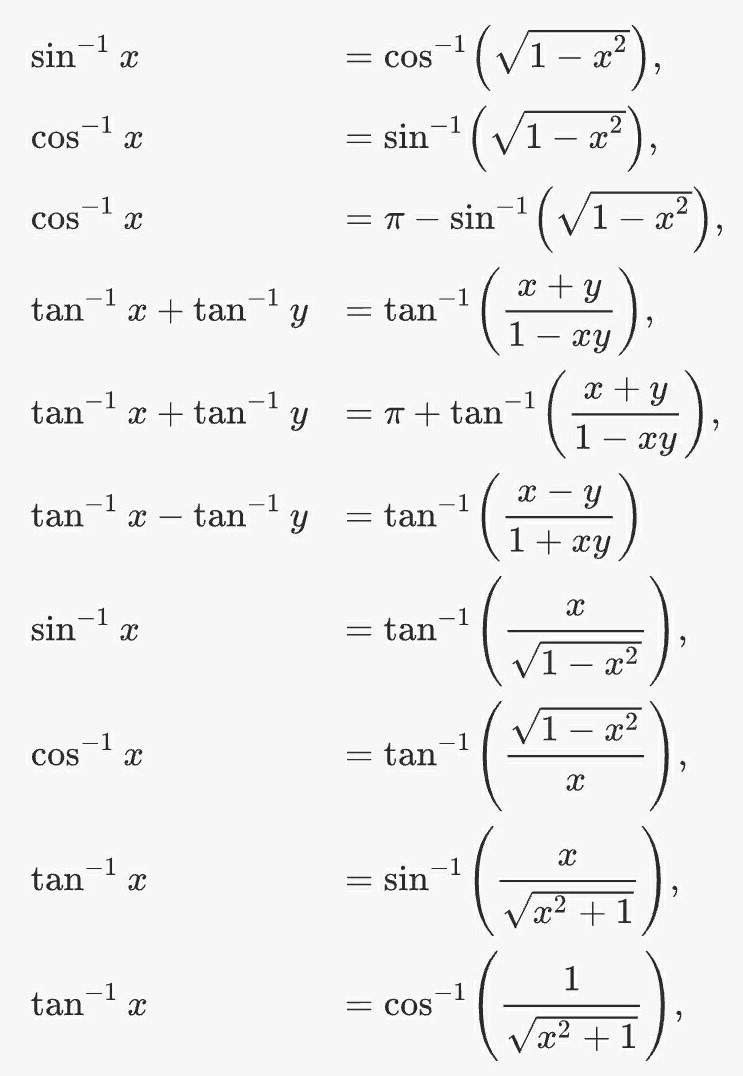 sin⁻¹ x = cos⁻¹(√(1 − x²)),
cos⁻¹ x = sin⁻¹(√(1 − x²)),
cos⁻¹ x = π − sin⁻¹(√(1 − x²)),
tan⁻¹ x + tan⁻¹ y = tan⁻¹((x + y)/(1 − xy)),
tan⁻¹ x + tan⁻¹ y = π + tan⁻¹((x + y)/(1 − xy)),
tan⁻¹ x − tan⁻¹ y = tan⁻¹((x − y)/(1 + xy))
sin⁻¹ x = tan⁻¹(x/√(1 − x²)),
cos⁻¹ x = tan⁻¹(√(1 − x²)/x),
tan⁻¹ x = sin⁻¹(x/√(x² + 1)),
tan⁻¹ x = cos⁻¹(1/√(x² + 1)),